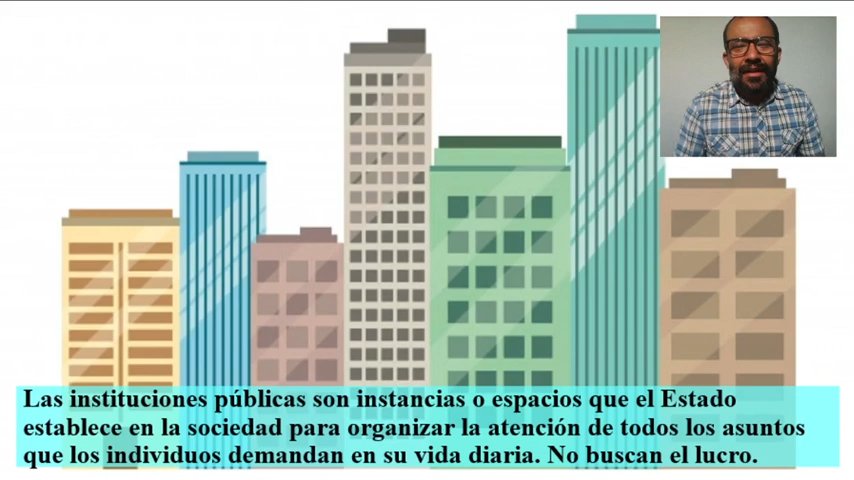 Las instituciones públicas son instancias o espacios que el Estado
establece en la sociedad para organizar la atención de todos los asuntos
que los individuos demandan en su vida diaria. No buscan el lucro.